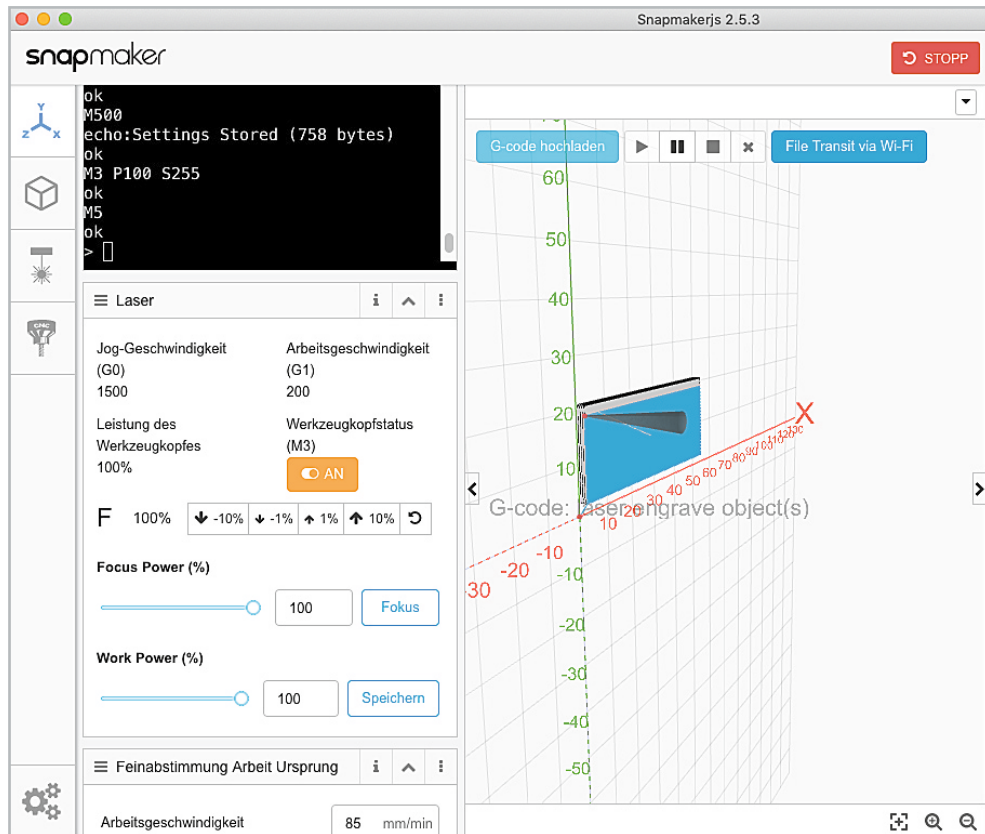 Snapmakerjs 2.5.3
snapmaker
STOPP
Y
Z X
ok
M500
echo:Settings Stored (758 bytes)
ok
M3 P100 S255
ok
M5
ok
>
CNC
Laser
Jog-Geschwindigkeit
(G0)
1500
Arbeitsgeschwindigkeit
(G1)
200
Leistung des
Werkzeugkopfes
100%
Werkzeugkopfstatus
(M3)
AN
F 100% -10% -1% 1% 10%
Focus Power (%)
100 Fokus
Work Power (%)
100 Speichern
Feinabstimmung Arbeit Ursprung
Arbeitsgeschwindigkeit 85 mm/min
G-code hochladen
File Transit via Wi-Fi
60
50
40
30
20
10
-10
-20
-30
-40
-50
X
-30 -20 -10 10 20 30 40 50 60 70 80 90 100 110 120
G-code: laser engrave object(s)